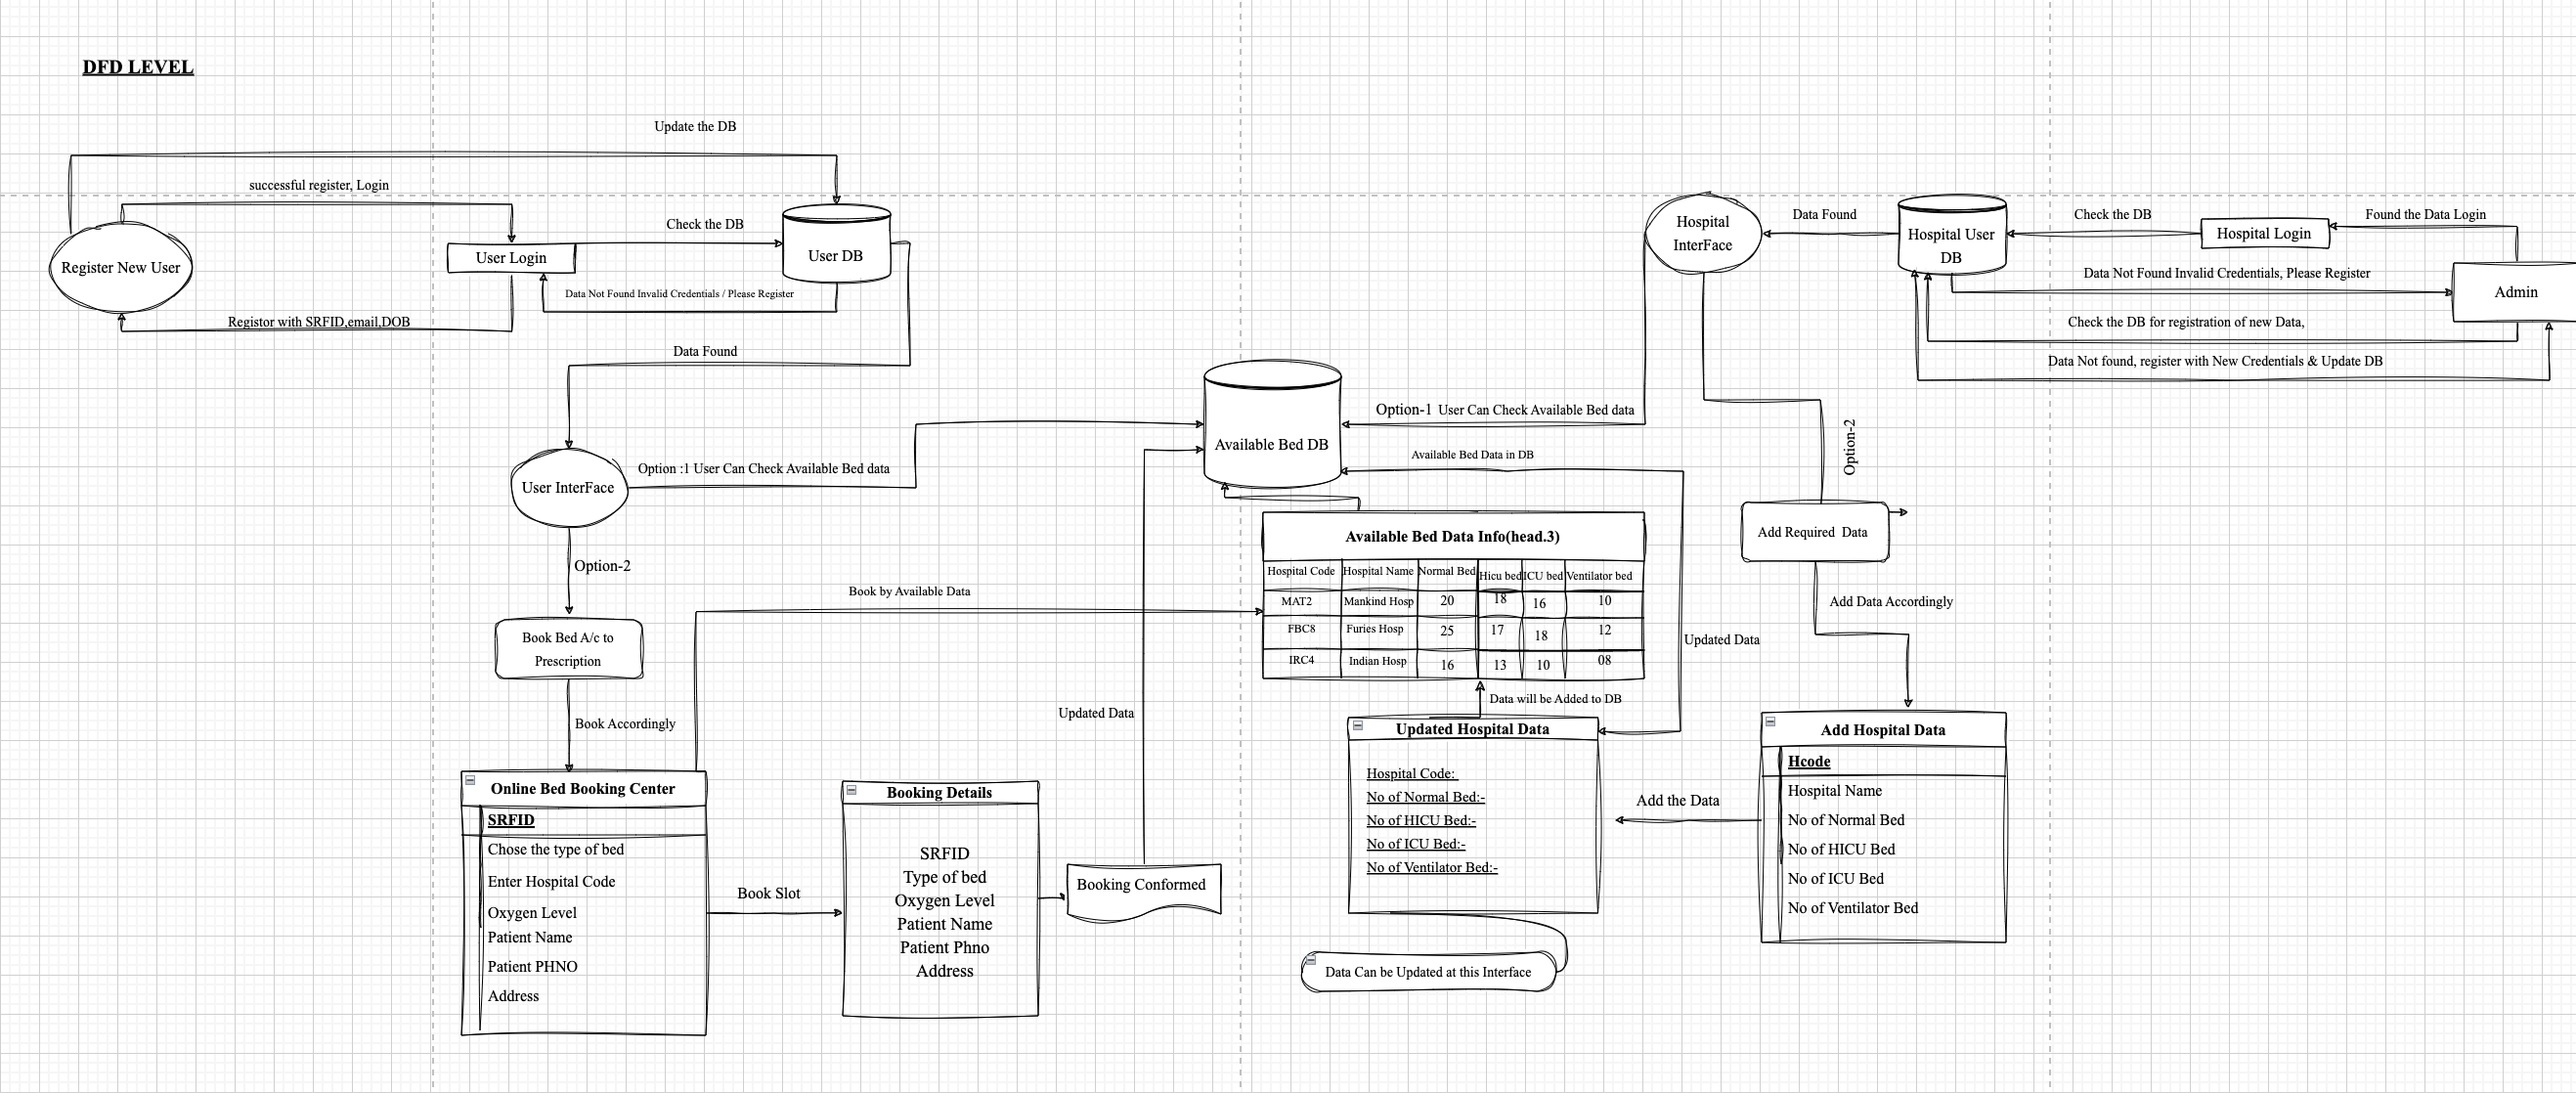 DFD LEVEL
Update the DB
successful register, Login
Register New User
Registor with SRFID,email,DOB
User Login
Check the DB
User DB
Data Not Found Invalid Credentials / Please Register
Data Found
User InterFace
Option :1 User Can Check Available Bed data
Option-2
Book Bed A/c to
Prescription
Book Accordingly
Book by Available Data
Online Bed Booking Center
SRFID
Chose the type of bed
Enter Hospital Code
Oxygen Level
Patient Name
Patient PHNO
Address
Book Slot
Booking Details
SRFID
Type of bed
Oxygen Level
Patient Name
Patient Phno
Address
Booking Conformed
Updated Data
Available Bed DB
Option-1 User Can Check Available Bed data
Available Bed Data in DB
Available Bed Data Info(head.3)
Hospital Code Hospital Name Normal Bed Hicu bed ICU bed Ventilator bed
MAT2 Mankind Hosp 20 18 16 10
FBC8 Furies Hosp 25 17 18 12
IRC4 Indian Hosp 16 13 10 08
Data will be Added to DB
Updated Data
Updated Hospital Data
Hospital Code:-
No of Normal Bed:-
No of HICU Bed:-
No of ICU Bed:-
No of Ventilator Bed:-
Data Can be Updated at this Interface
Add the Data
Hospital
InterFace
Data Found
Hospital User
DB
Check the DB
Hospital Login
Found the Data Login
Data Not Found Invalid Credentials, Please Register
Admin
Check the DB for registration of new Data,
Data Not found, register with New Credentials & Update DB
Option-2
Add Required Data
Add Data Accordingly
Add Hospital Data
Hcode
Hospital Name
No of Normal Bed
No of HICU Bed
No of ICU Bed
No of Ventilator Bed